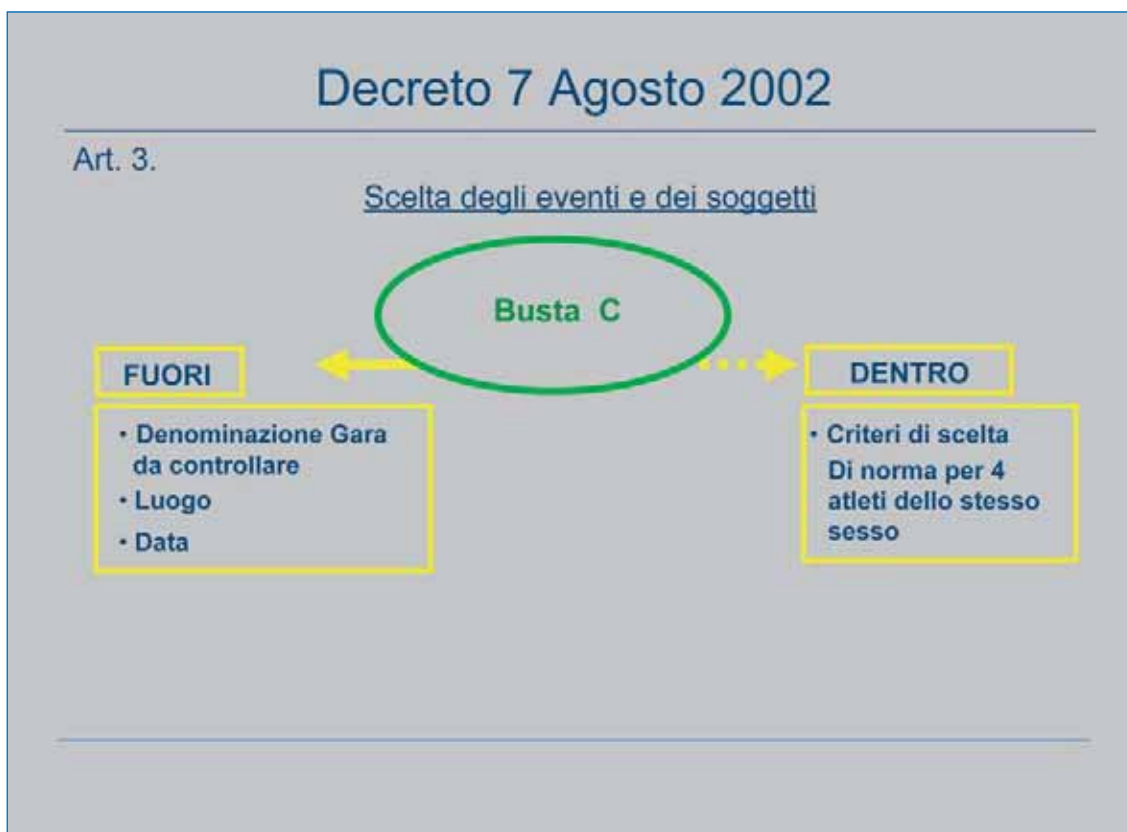 Decreto 7 Agosto 2002
Art. 3.
Scelta degli eventi e dei soggetti
Busta C
FUORI
• Denominazione Gara
da controllare
• Luogo
• Data
DENTRO
• Criteri di scelta
Di norma per 4
atleti dello stesso
sesso